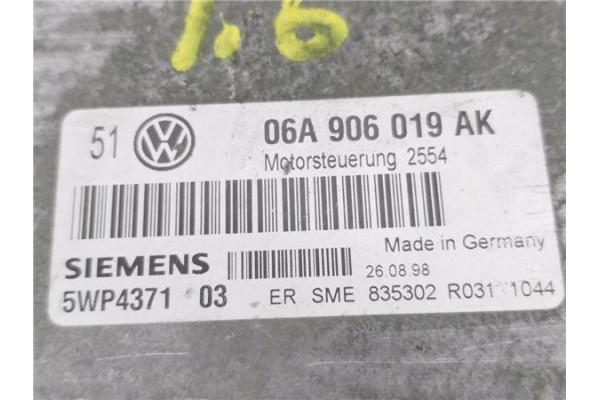 1.6
51 VW 06A 906 019 AK
Motorsteuerung 2554
Made in Germany
SIEMENS 26.08.98
5WP4371 03 ER SME 835302 R031 1044